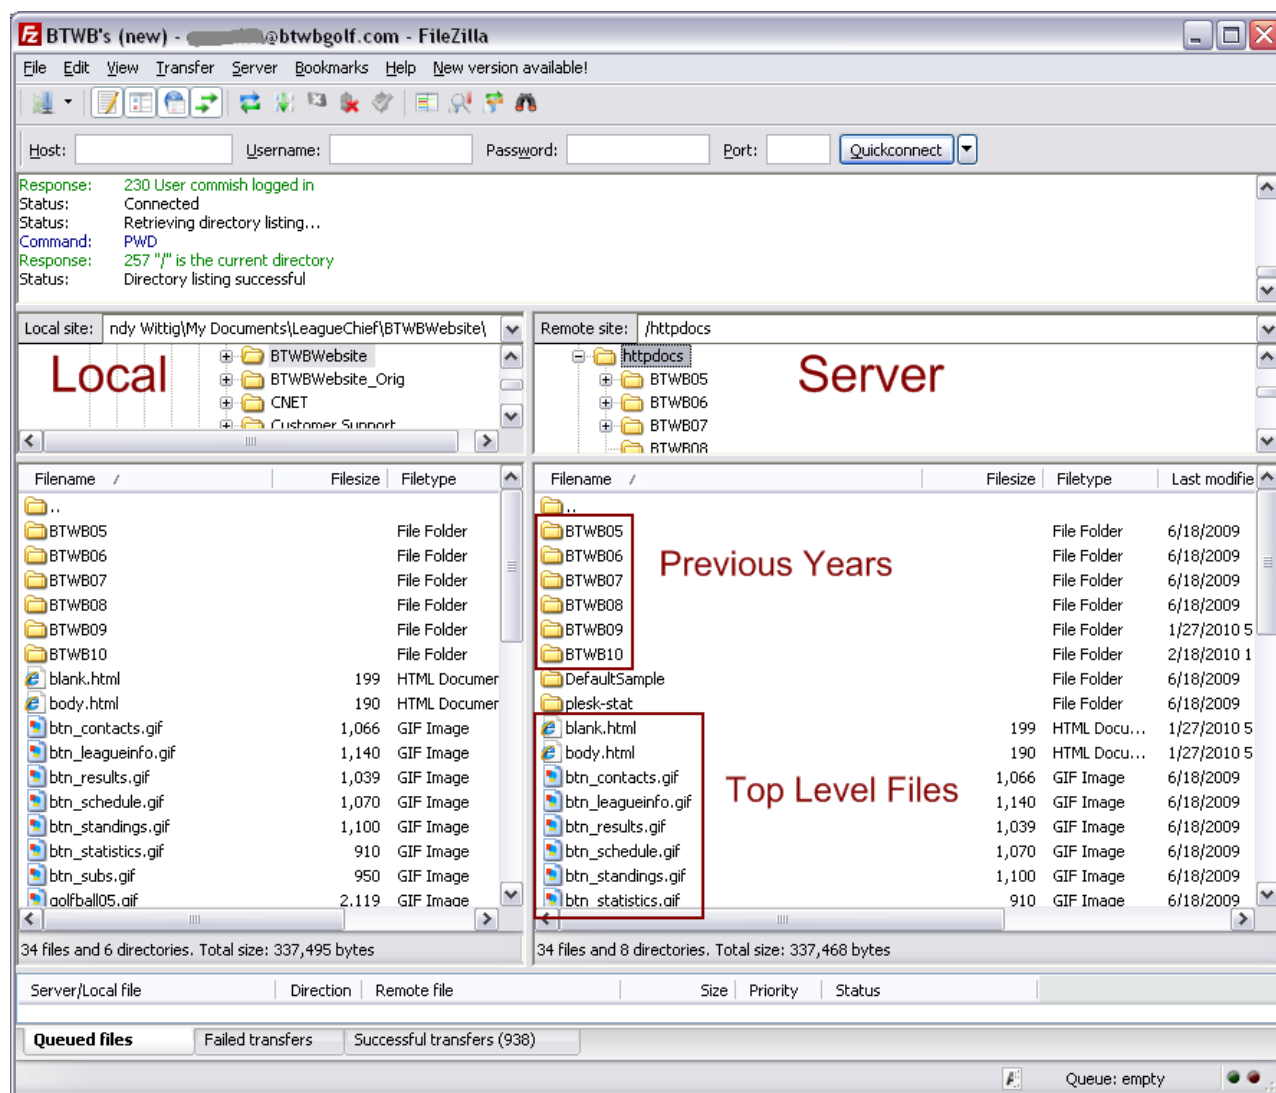 BTWB's (new) - @btwbgolf.com - FileZilla
File Edit View Transfer Server Bookmarks Help New version available!
Host: Username: Password: Port: Quickconnect
Response: 230 User commish logged in
Status: Connected
Status: Retrieving directory listing...
Command: PWD
Response: 257 "/" is the current directory
Status: Directory listing successful
Local site: ndy Wittig\My Documents\LeagueChief\BTWBWebsite\
BTWBWebsite
BTWBWebsite_Orig
CNET
Customer Support
Local
Remote site: /httpdocs
httpdocs
BTWB05
BTWB06
BTWB07
BTWB08
Server
Filename / Filesize Filetype
..
BTWB05 File Folder
BTWB06 File Folder
BTWB07 File Folder
BTWB08 File Folder
BTWB09 File Folder
BTWB10 File Folder
blank.html 199 HTML Documer
body.html 190 HTML Documer
btn_contacts.gif 1,066 GIF Image
btn_leagueinfo.gif 1,140 GIF Image
btn_results.gif 1,039 GIF Image
btn_schedule.gif 1,070 GIF Image
btn_standings.gif 1,100 GIF Image
btn_statistics.gif 910 GIF Image
btn_subs.gif 950 GIF Image
golfball05.gif 2,119 GIF Image
34 files and 6 directories. Total size: 337,495 bytes
Filename / Filesize Filetype Last modifie
..
BTWB05 File Folder 6/18/2009
BTWB06 File Folder 6/18/2009
BTWB07 File Folder 6/18/2009
BTWB08 File Folder 6/18/2009
BTWB09 File Folder 1/27/2010 5
BTWB10 File Folder 2/18/2010 1
DefaultSample File Folder 6/18/2009
plesk-stat File Folder 6/18/2009
blank.html 199 HTML Docu... 1/27/2010 5
body.html 190 HTML Docu... 1/27/2010 5
btn_contacts.gif 1,066 GIF Image 6/18/2009
btn_leagueinfo.gif 1,140 GIF Image 6/18/2009
btn_results.gif 1,039 GIF Image 6/18/2009
btn_schedule.gif 1,070 GIF Image 6/18/2009
btn_standings.gif 1,100 GIF Image 6/18/2009
btn_statistics.gif 910 GIF Image 6/18/2009
Previous Years
Top Level Files
34 files and 8 directories. Total size: 337,468 bytes
Server/Local file Direction Remote file Size Priority Status
Queued files Failed transfers Successful transfers (938)
Queue: empty